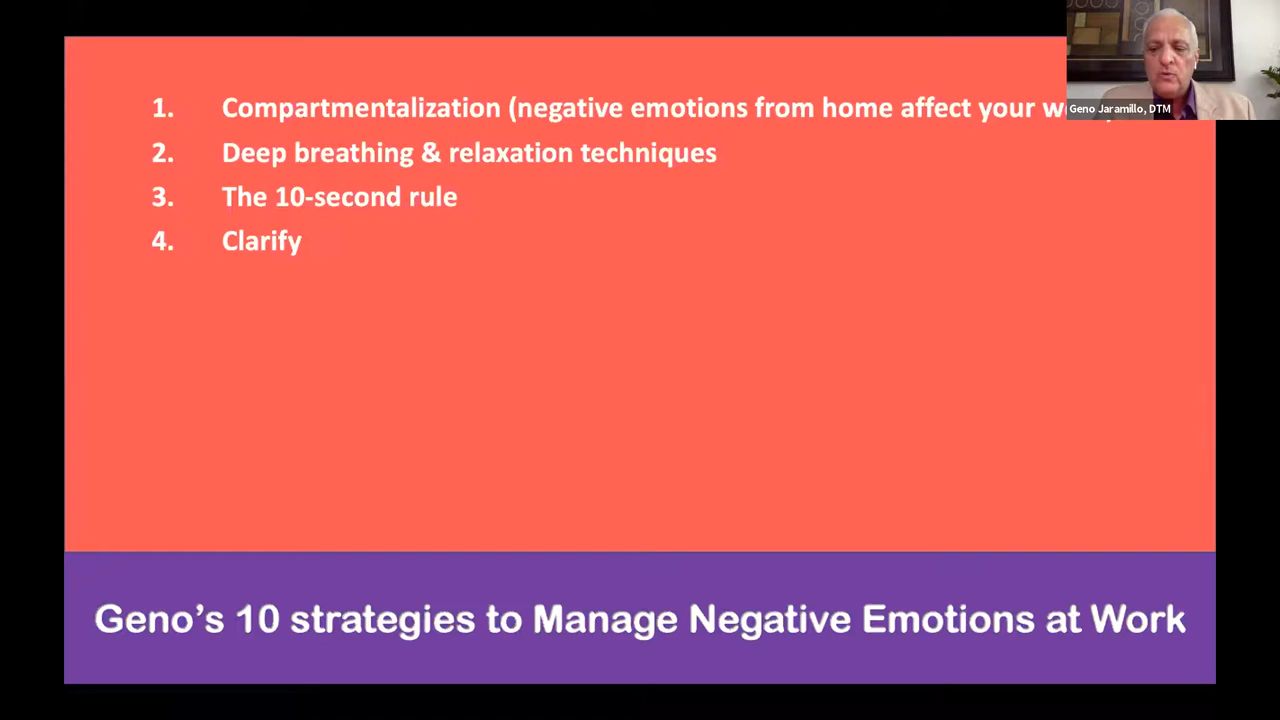 1. Compartmentalization (negative emotions from home affect your
2. Deep breathing & relaxation techniques
3. The 10-second rule
4. Clarify
Geno Jaramillo, DTM
Geno’s 10 strategies to Manage Negative Emotions at Work